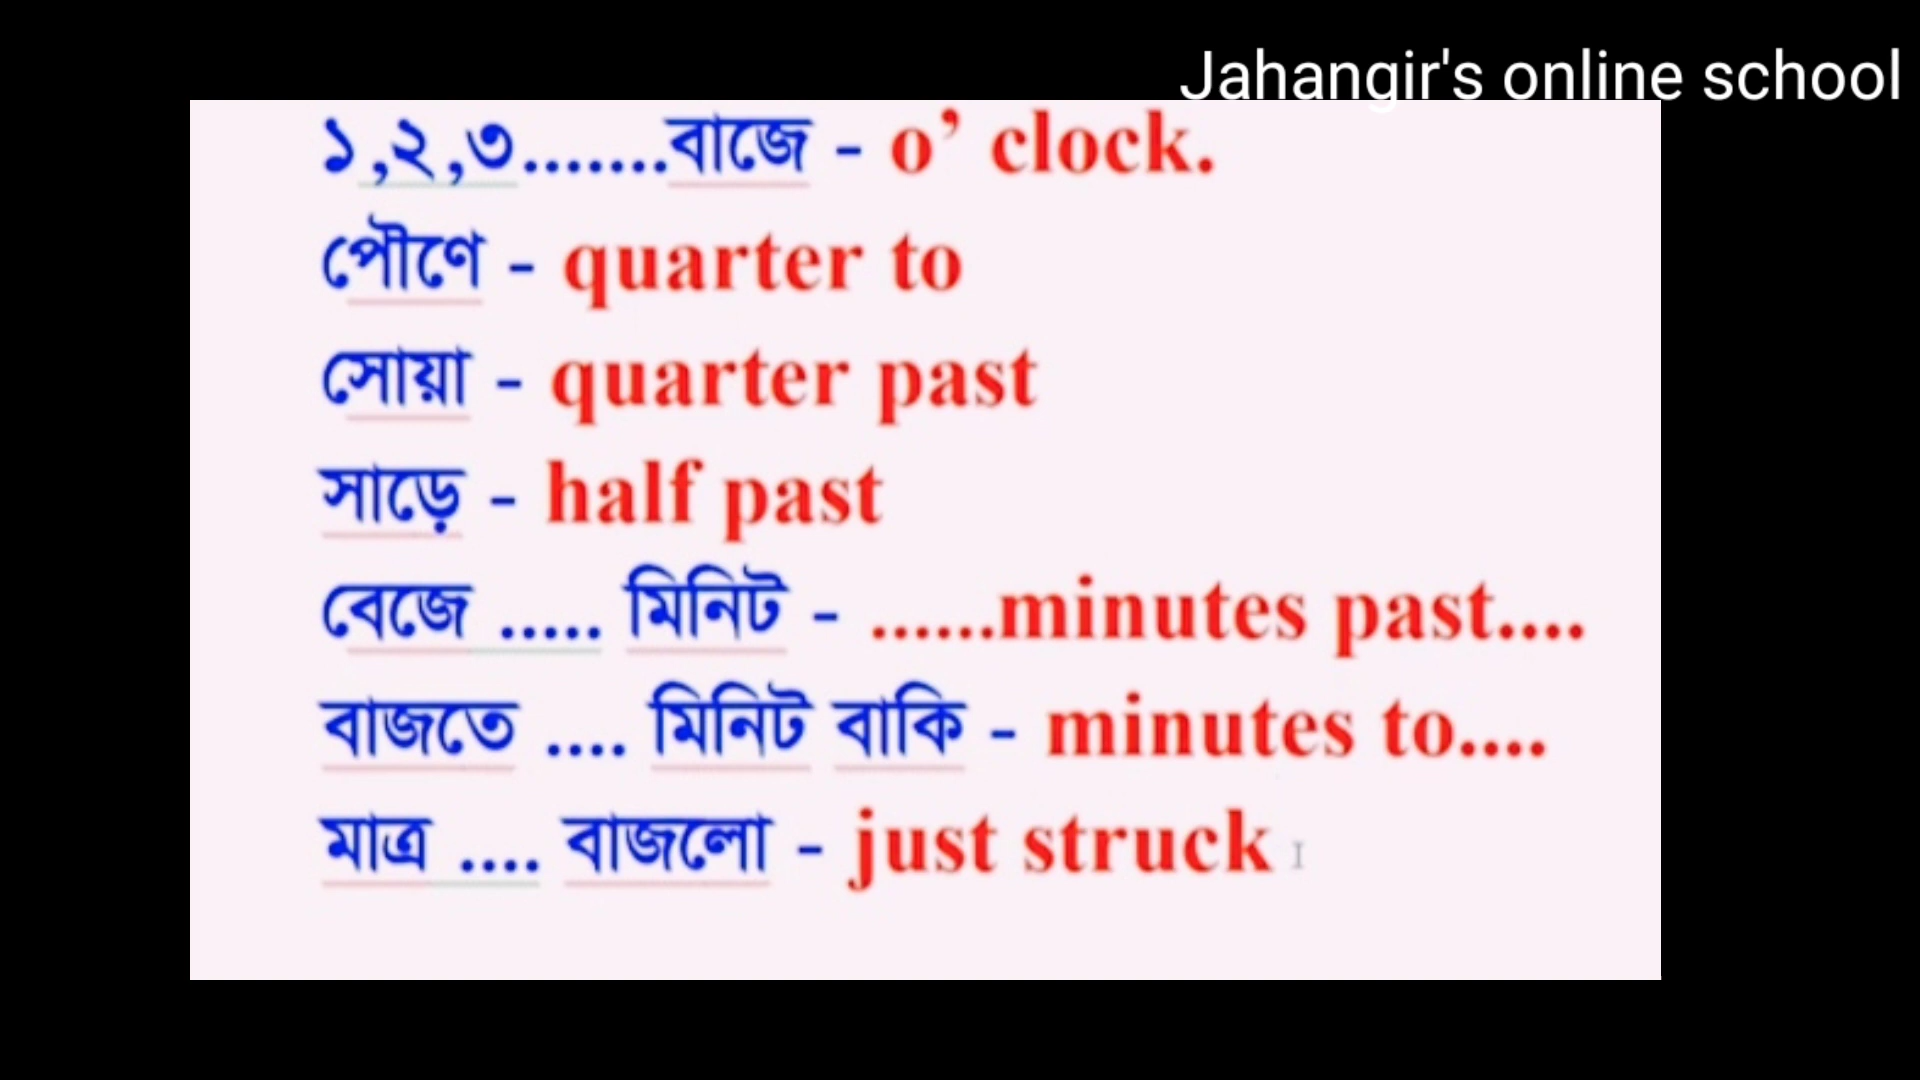 Jahangir's online school
১,২,৩.......বাজে - o’ clock.
পৌণে - quarter to
সোয়া - quarter past
সাড়ে - half past
বেজে ..... মিনিট - ......minutes past....
বাজতে .... মিনিট বাকি - minutes to....
মাত্র .... বাজলো - just struck